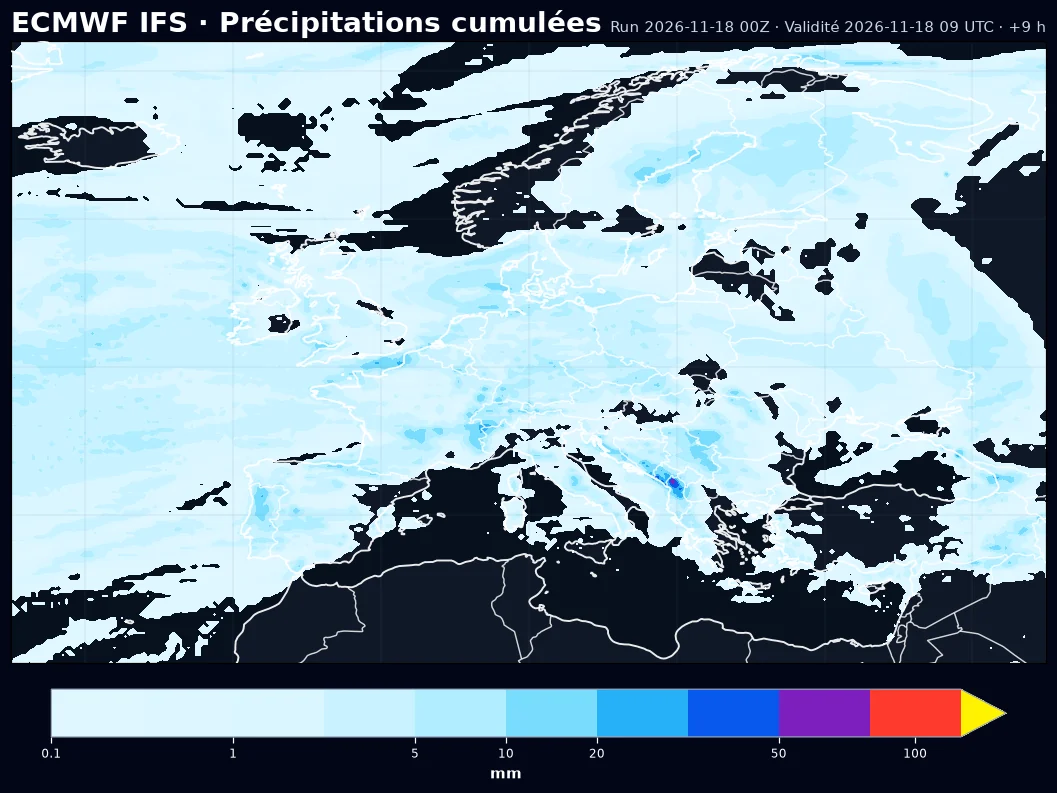 ECMWF IFS · Précipitations cumulées Run 2026-11-18 00Z · Validité 2026-11-18 09 UTC · +9 h
0.1 1 5 10 20 50 100
mm